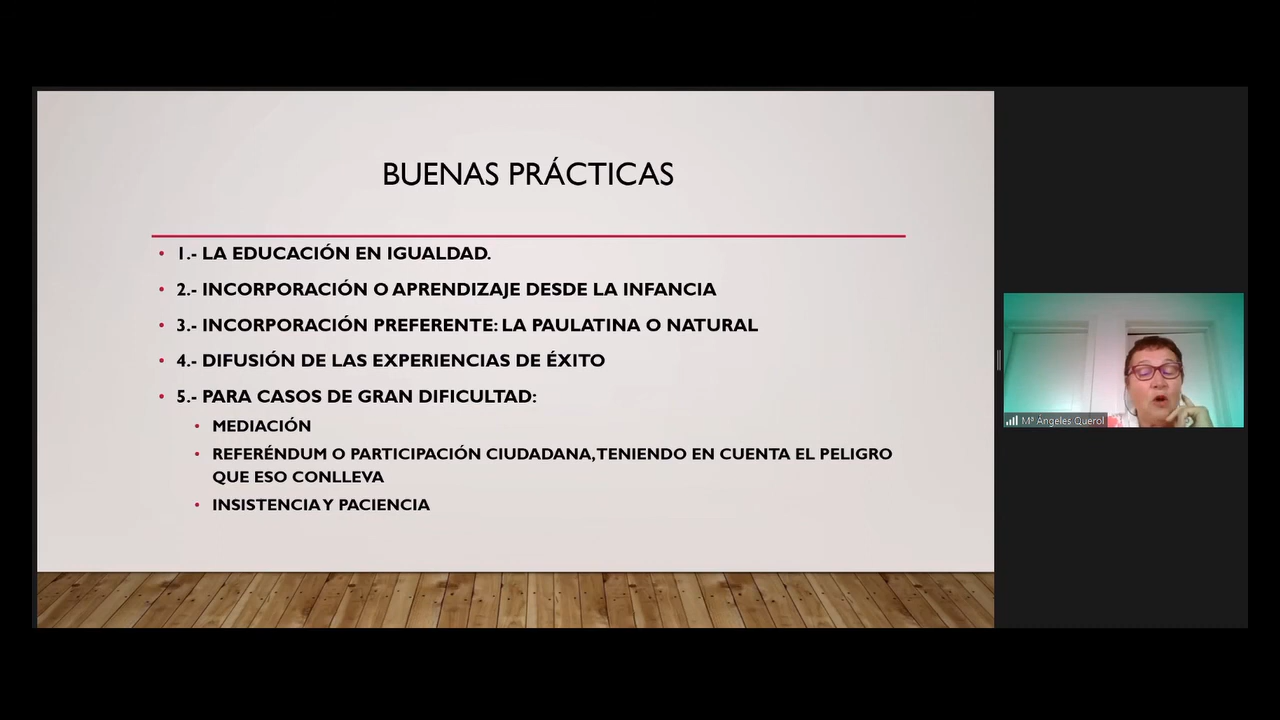 BUENAS PRÁCTICAS
• 1.- LA EDUCACIÓN EN IGUALDAD.
• 2.- INCORPORACIÓN O APRENDIZAJE DESDE LA INFANCIA
• 3.- INCORPORACIÓN PREFERENTE: LA PAULATINA O NATURAL
• 4.- DIFUSIÓN DE LAS EXPERIENCIAS DE ÉXITO
• 5.- PARA CASOS DE GRAN DIFICULTAD:
• MEDIACIÓN
• REFERÉNDUM O PARTICIPACIÓN CIUDADANA, TENIENDO EN CUENTA EL PELIGRO
QUE ESO CONLLEVA
• INSISTENCIA Y PACIENCIA
Mª Ángeles Querol